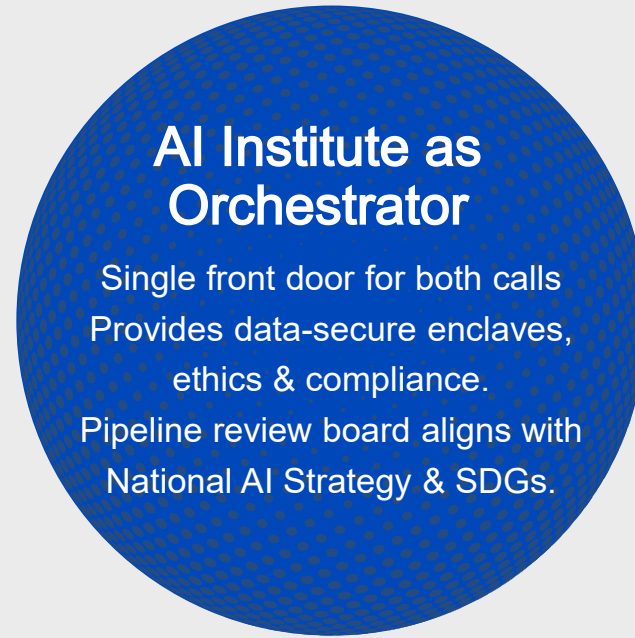 AI Institute as
Orchestrator
Single front door for both calls
Provides data-secure enclaves,
ethics & compliance.
Pipeline review board aligns with
National AI Strategy & SDGs.